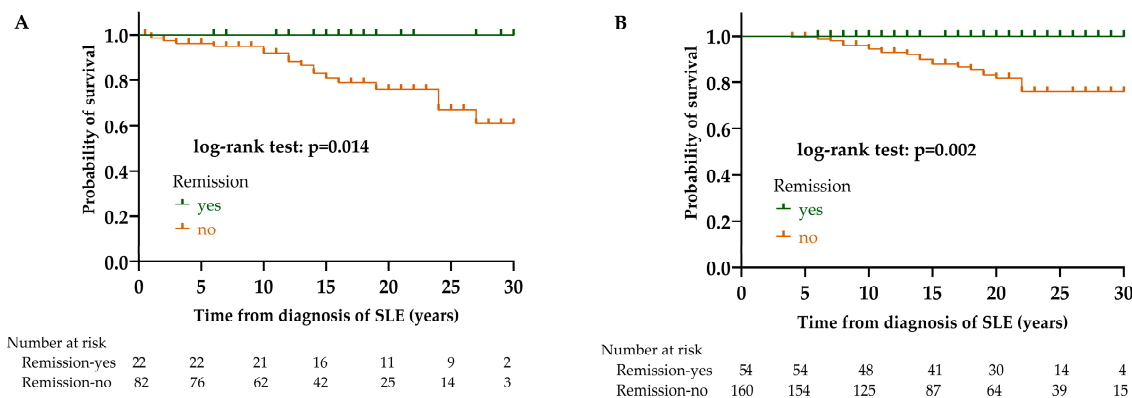 A
Probability of survival
1.0
0.8
0.6
0.4
0.2
0.0
log-rank test: p=0.014
Remission
yes
no
0 5 10 15 20 25 30
Time from diagnosis of SLE (years)
Number at risk
Remission-yes 22 22 21 16 11 9 2
Remission-no 82 76 62 42 25 14 3
B
Probability of survival
1.0
0.8
0.6
0.4
0.2
0.0
log-rank test: p=0.002
Remission
yes
no
0 5 10 15 20 25 30
Time from diagnosis of SLE (years)
Number at risk
Remission-yes 54 54 48 41 30 14 4
Remission-no 160 154 125 87 64 39 15